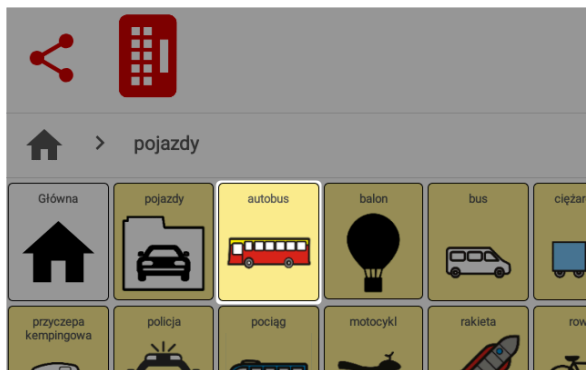 pojazdy
Główna
pojazdy
autobus
balon
bus
przyczepa
kempingowa
policja
pociąg
motocykl
rakieta